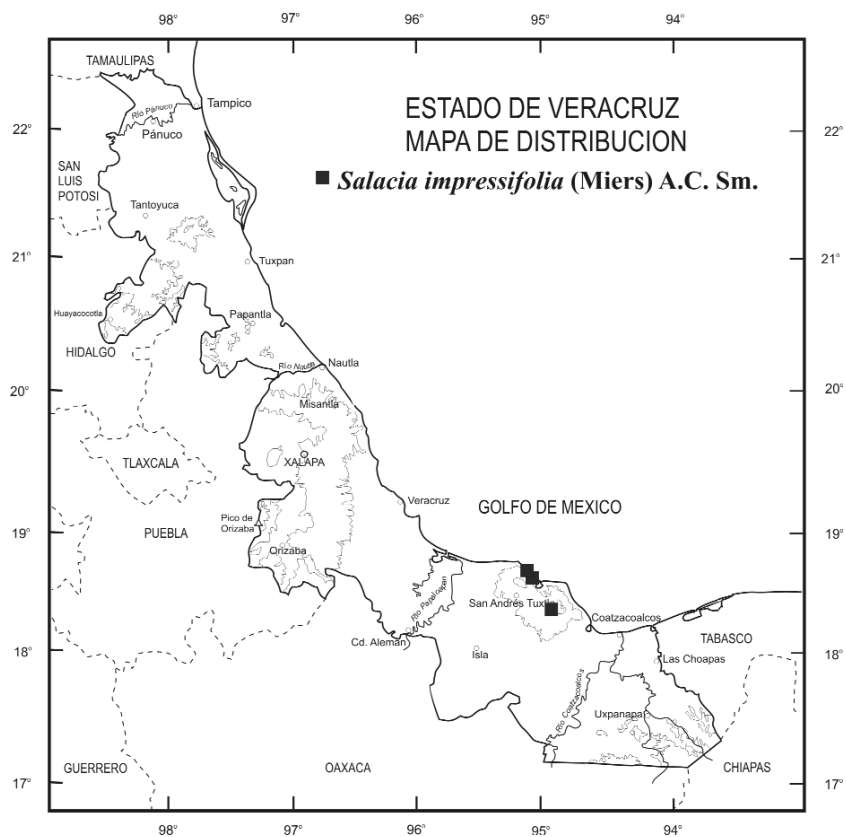 98° 97° 96° 95° 94°
TAMAULIPAS
Río Pánuco
Tampico
22°
Pánuco
22°
ESTADO DE VERACRUZ
MAPA DE DISTRIBUCION
Salacia impressifolia (Miers) A.C. Sm.
SAN
LUIS
POTOSI
Tantoyuca
21°
Tuxpan
21°
Huayacocotla
Papantla
HIDALGO
Río Nautla
Nautla
20°
20°
Misantla
XALAPA
TLAXCALA
Veracruz
GOLFO DE MEXICO
Pico de
Orizaba
19°
PUEBLA
19°
Orizaba
Río Papaloapan
San Andrés Tuxtla
Coatzacoalcos
Cd. Alemán
TABASCO
18°
Isla
Las Choapas
18°
Río Coatzacoalcos
Uxpanapa
GUERRERO
OAXACA
CHIAPAS
17°
17°
98° 97° 96° 95° 94°